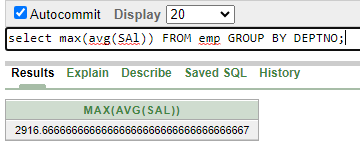 Autocommit Display 20
select max(avg(SAl)) FROM emp GROUP BY DEPTNO;
Results Explain Describe Saved SQL History
MAX(AVG(SAL))
2916.66666666666666666666666666666667